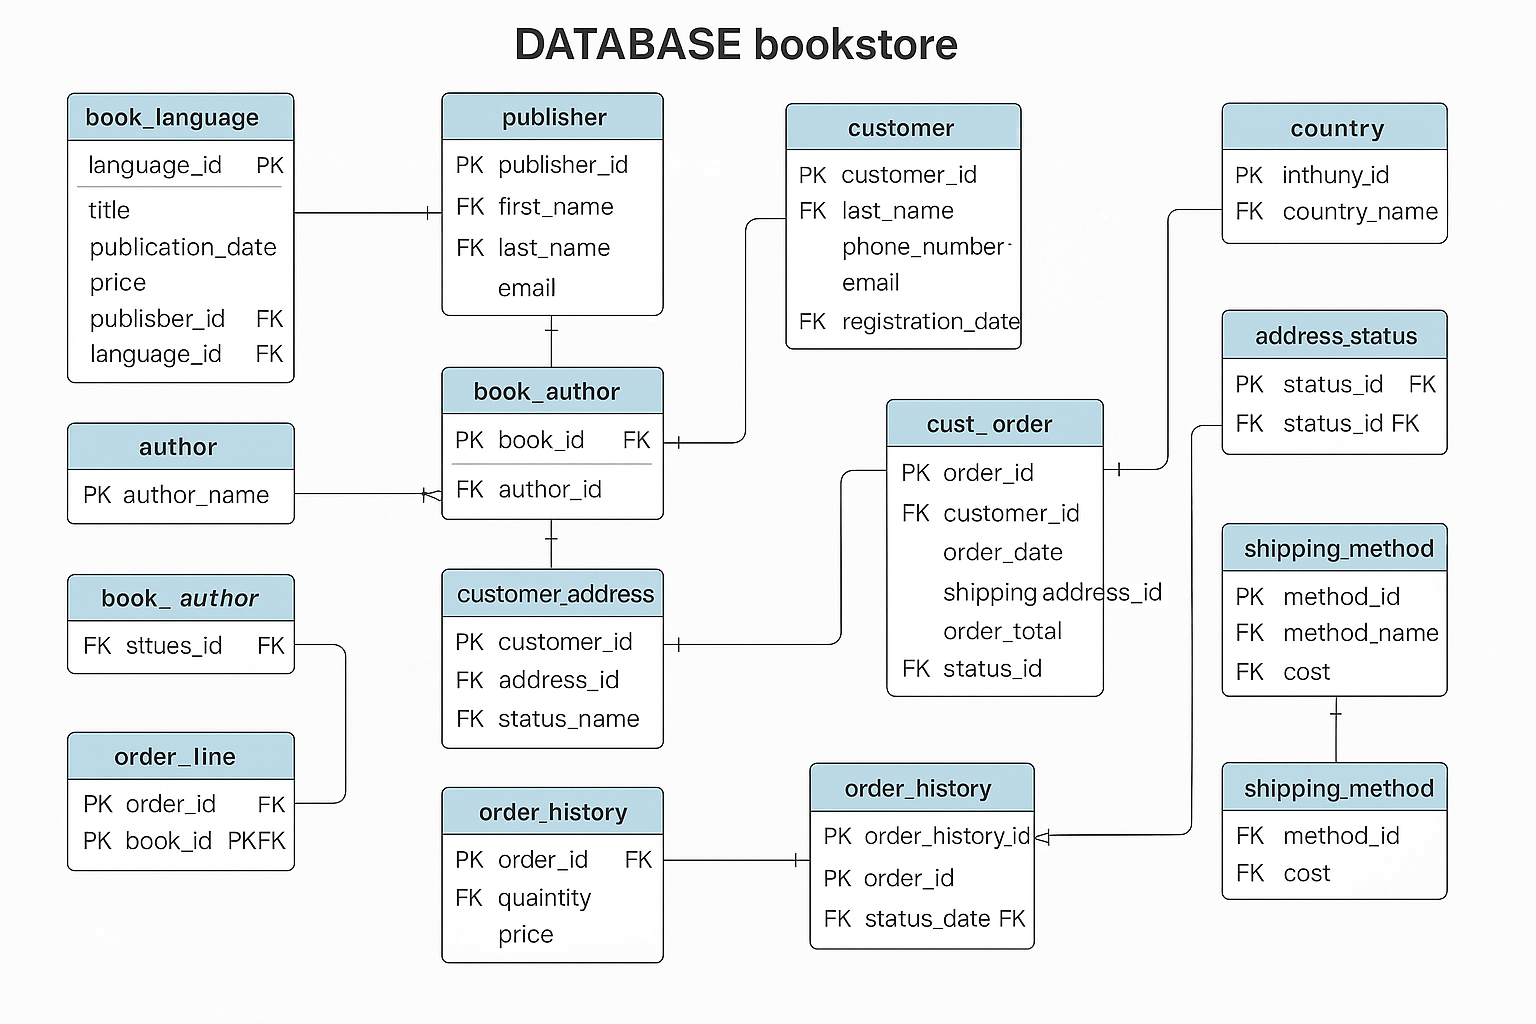 DATABASE bookstore
book_language
language_id PK
title
publication_date
price
publisber_id FK
language_id FK
author
PK author_name
book_ author
FK sttues_id FK
order_line
PK order_id FK
PK book_id PKFK
publisher
PK publisher_id
FK first_name
FK last_name
email
book_author
PK book_id FK
FK author_id
customer_address
PK customer_id
FK address_id
FK status_name
order_history
PK order_id FK
FK quaintity
price
customer
PK customer_id
FK last_name
phone_number
email
FK registration_date
cust_order
PK order_id
FK customer_id
order_date
shipping address_id
order_total
FK status_id
order_history
PK order_history_id
PK order_id
FK status_date FK
country
PK inthuny_id
FK country_name
address_status
PK status_id FK
FK status_id FK
shipping_method
PK method_id
FK method_name
FK cost
shipping_method
FK method_id
FK cost